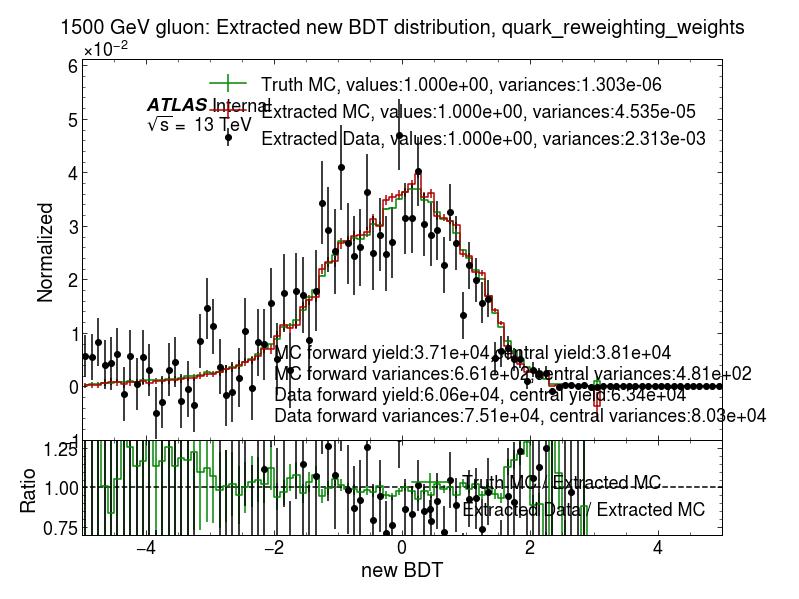 1500 GeV gluon: Extracted new BDT distribution, quark_reweighting_weights
×10⁻²
6
Truth MC, values:1.000e+00, variances:1.303e-06
ATLAS Internal
Extracted MC, values:1.000e+00, variances:4.535e-05
√s = 13 TeV
5
Extracted Data, values:1.000e+00, variances:2.313e-03
4
Normalized
3
2
1
MC forward yield:3.71e+04, central yield:3.81e+04
MC forward variances:6.61e+02, central variances:4.81e+02
0
Data forward yield:6.06e+04, central yield:6.34e+04
Data forward variances:7.51e+04, central variances:8.03e+04
1.25
Truth MC / Extracted MC
Ratio
1.00
Extracted Data / Extracted MC
0.75
−4 −2 0 2 4
new BDT